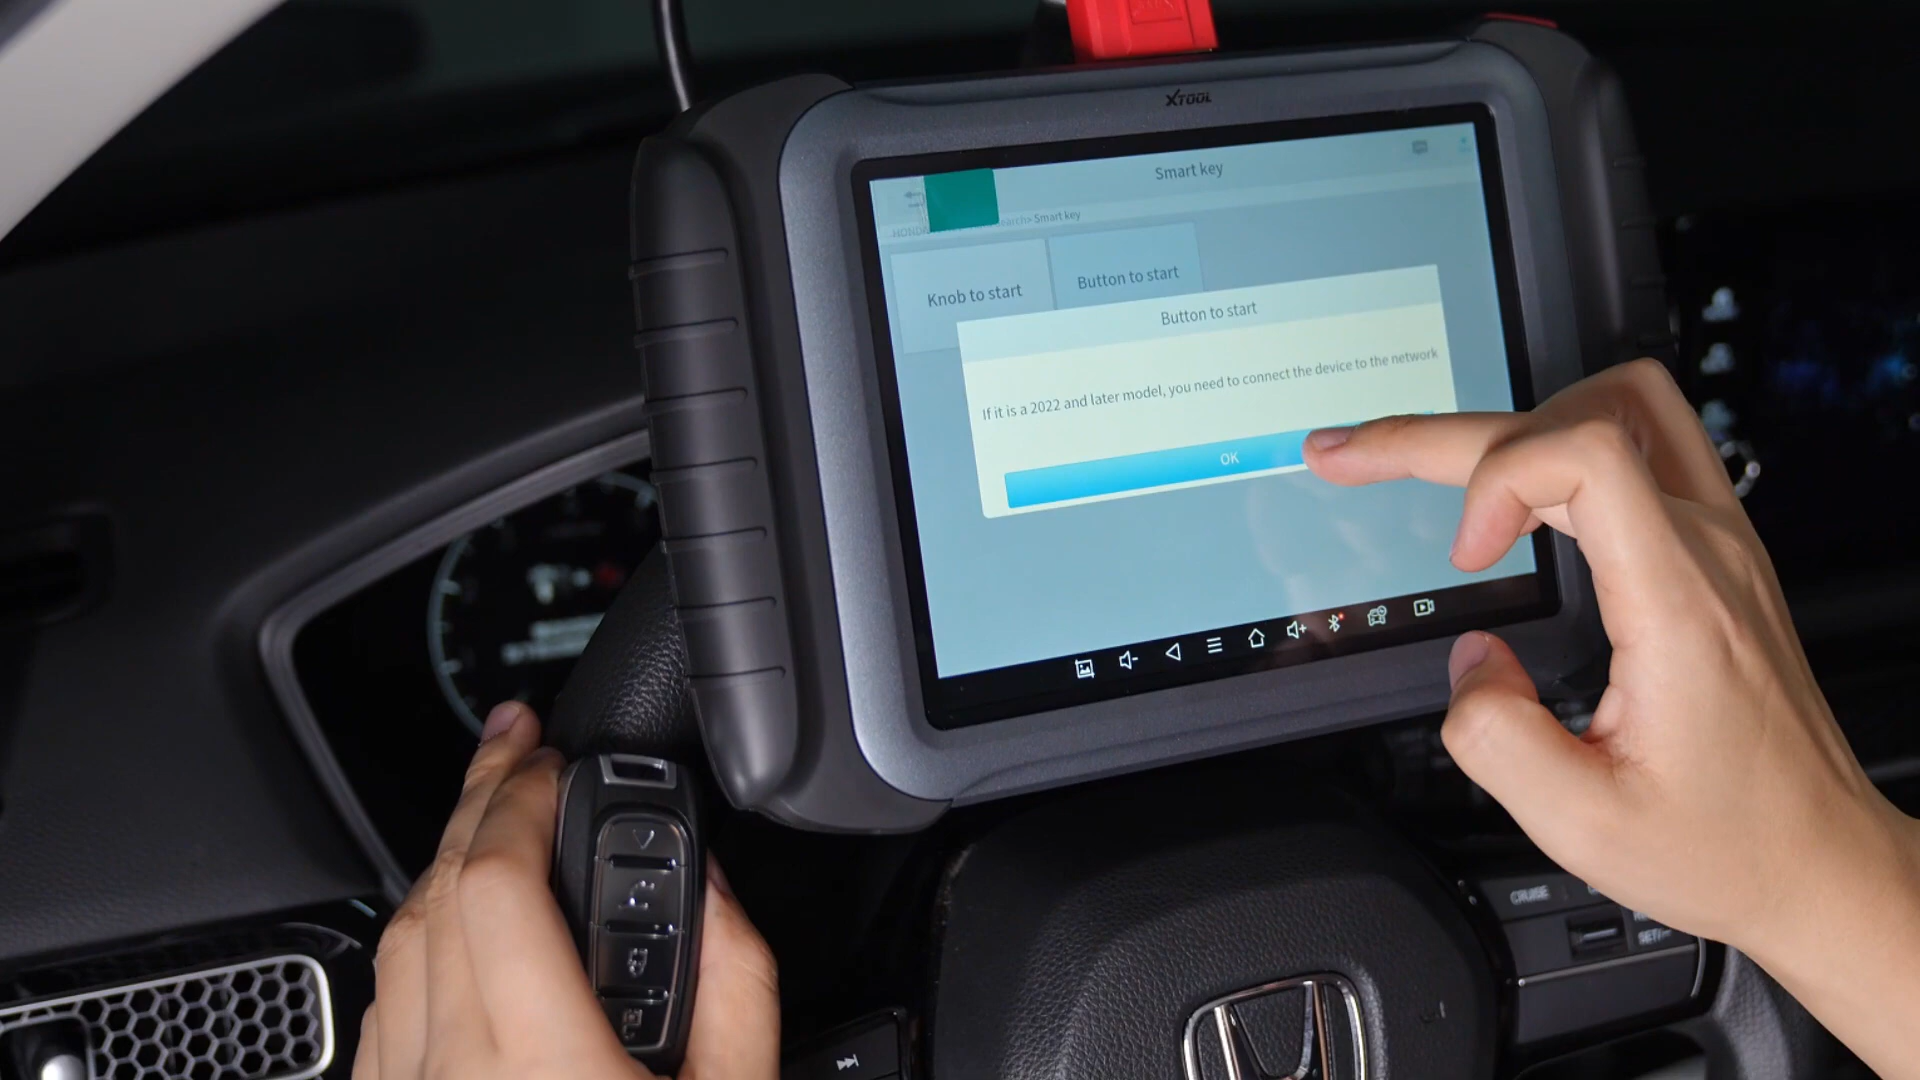 XTOOL
Smart key
Smart key
Knob to start
Button to start
Button to start
If it is a 2022 and later model, you need to connect the device to the network
OK
CRUISE